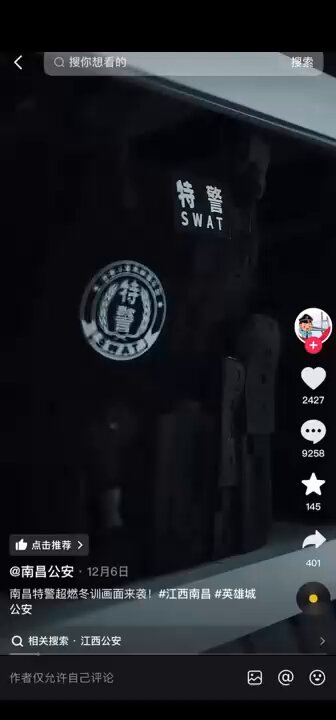 搜你想看的 搜索
特警
SWAT
特
警
2427
9258
145
401
点击推荐
@南昌公安 · 12月6日
南昌特警超燃冬训画面来袭！#江西南昌 #英雄城
公安
相关搜索 · 江西公安
作者仅允许自己评论
@